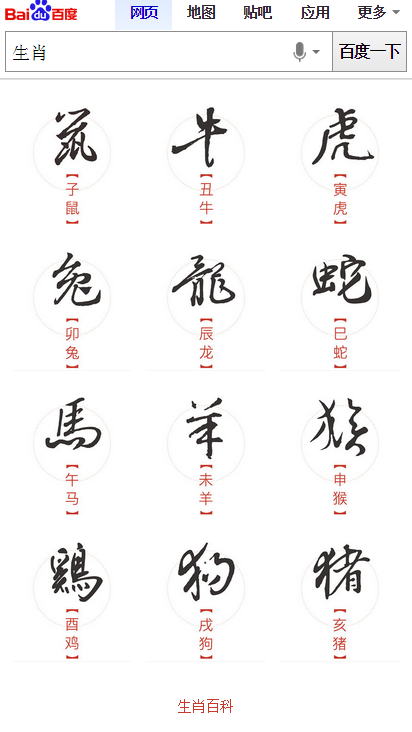 Bai du 百度 网页 地图 贴吧 应用 更多
生肖 百度一下
鼠 牛 虎
【子鼠】 【丑牛】 【寅虎】
兔 龍 蛇
【卯兔】 【辰龙】 【巳蛇】
馬 羊 猴
【午马】 【未羊】 【申猴】
鷄 狗 猪
【酉鸡】 【戌狗】 【亥猪】
生肖百科